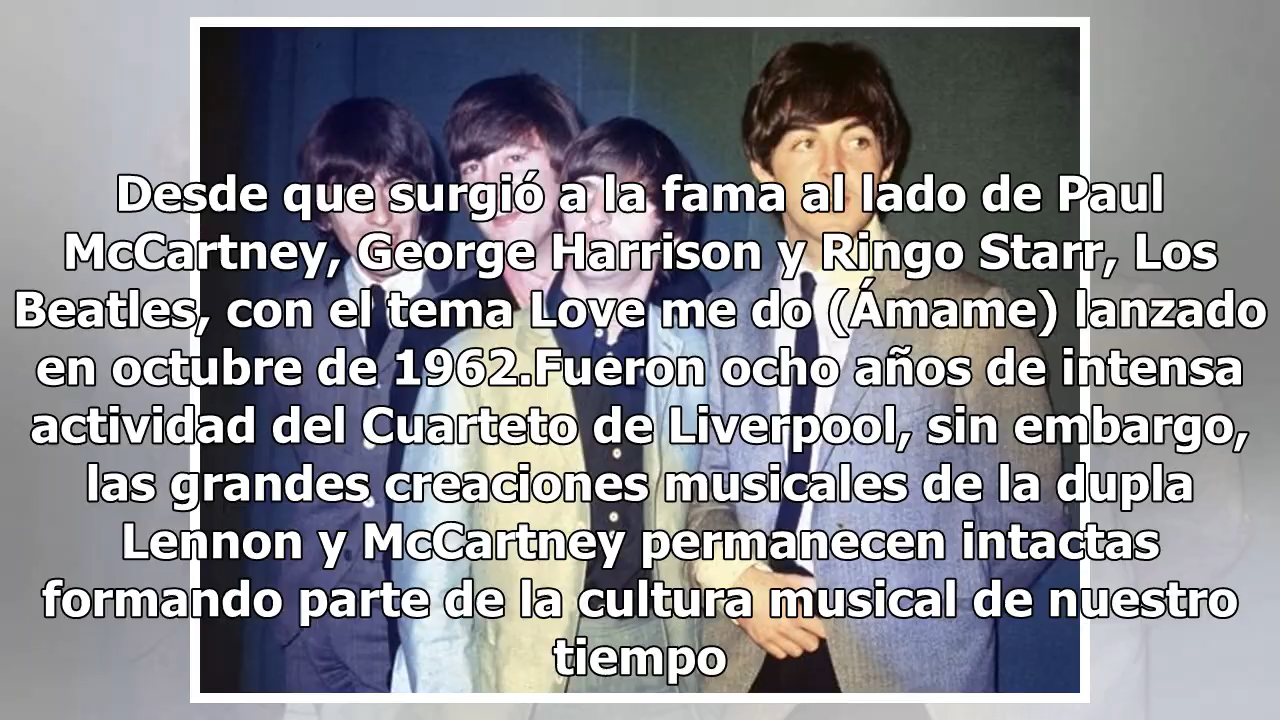 Desde que surgió a la fama al lado de Paul
McCartney, George Harrison y Ringo Starr, Los
Beatles, con el tema Love me do (Ámame) lanzado
en octubre de 1962.Fueron ocho años de intensa
actividad del Cuarteto de Liverpool, sin embargo,
las grandes creaciones musicales de la dupla
Lennon y McCartney permanecen intactas
formando parte de la cultura musical de nuestro
tiempo